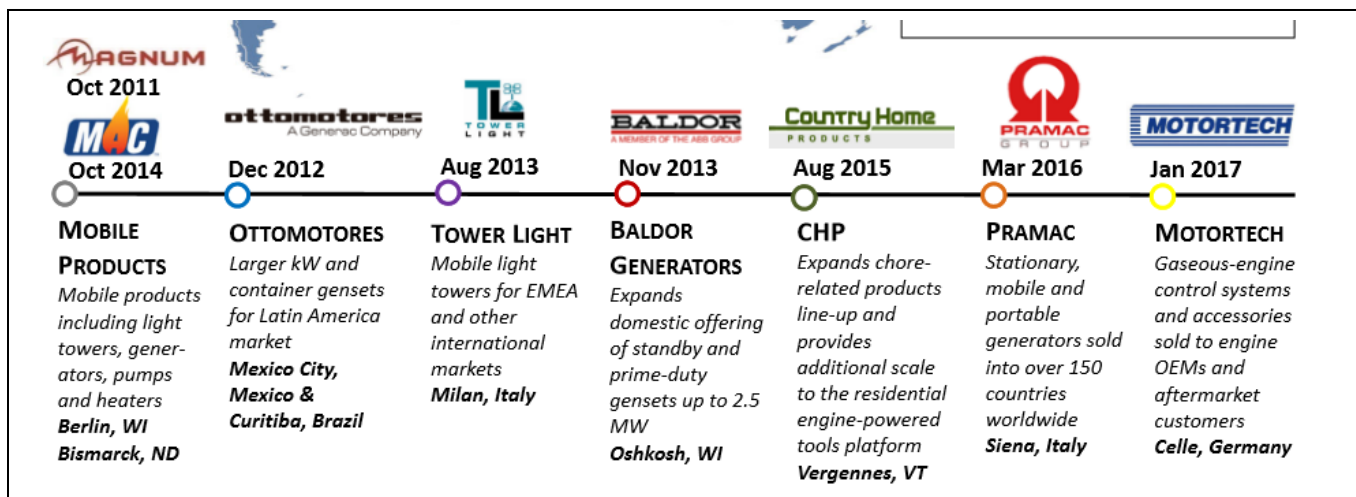 MAGNUM
Oct 2011
MAC
Oct 2014
MOBILE
PRODUCTS
Mobile products
including light
towers, gener-
ators, pumps
and heaters
Berlin, WI
Bismarck, ND
ottomotores
A Generac Company
Dec 2012
OTTOMOTORES
Larger kW and
container gensets
for Latin America
market
Mexico City,
Mexico &
Curitiba, Brazil
TL
TOWER
LIGHT
Aug 2013
TOWER LIGHT
Mobile light
towers for EMEA
and other
international
markets
Milan, Italy
BALDOR
A MEMBER OF THE ABB GROUP
Nov 2013
BALDOR
GENERATORS
Expands
domestic offering
of standby and
prime-duty
gensets up to 2.5
MW
Oshkosh, WI
Country Home
PRODUCTS
Aug 2015
CHP
Expands chore-
related products
line-up and
provides
additional scale
to the residential
engine-powered
tools platform
Vergennes, VT
PRAMAC
GROUP
Mar 2016
PRAMAC
Stationary,
mobile and
portable
generators sold
into over 150
countries
worldwide
Siena, Italy
MOTORTECH
Jan 2017
MOTORTECH
Gaseous-engine
control systems
and accessories
sold to engine
OEMs and
aftermarket
customers
Celle, Germany